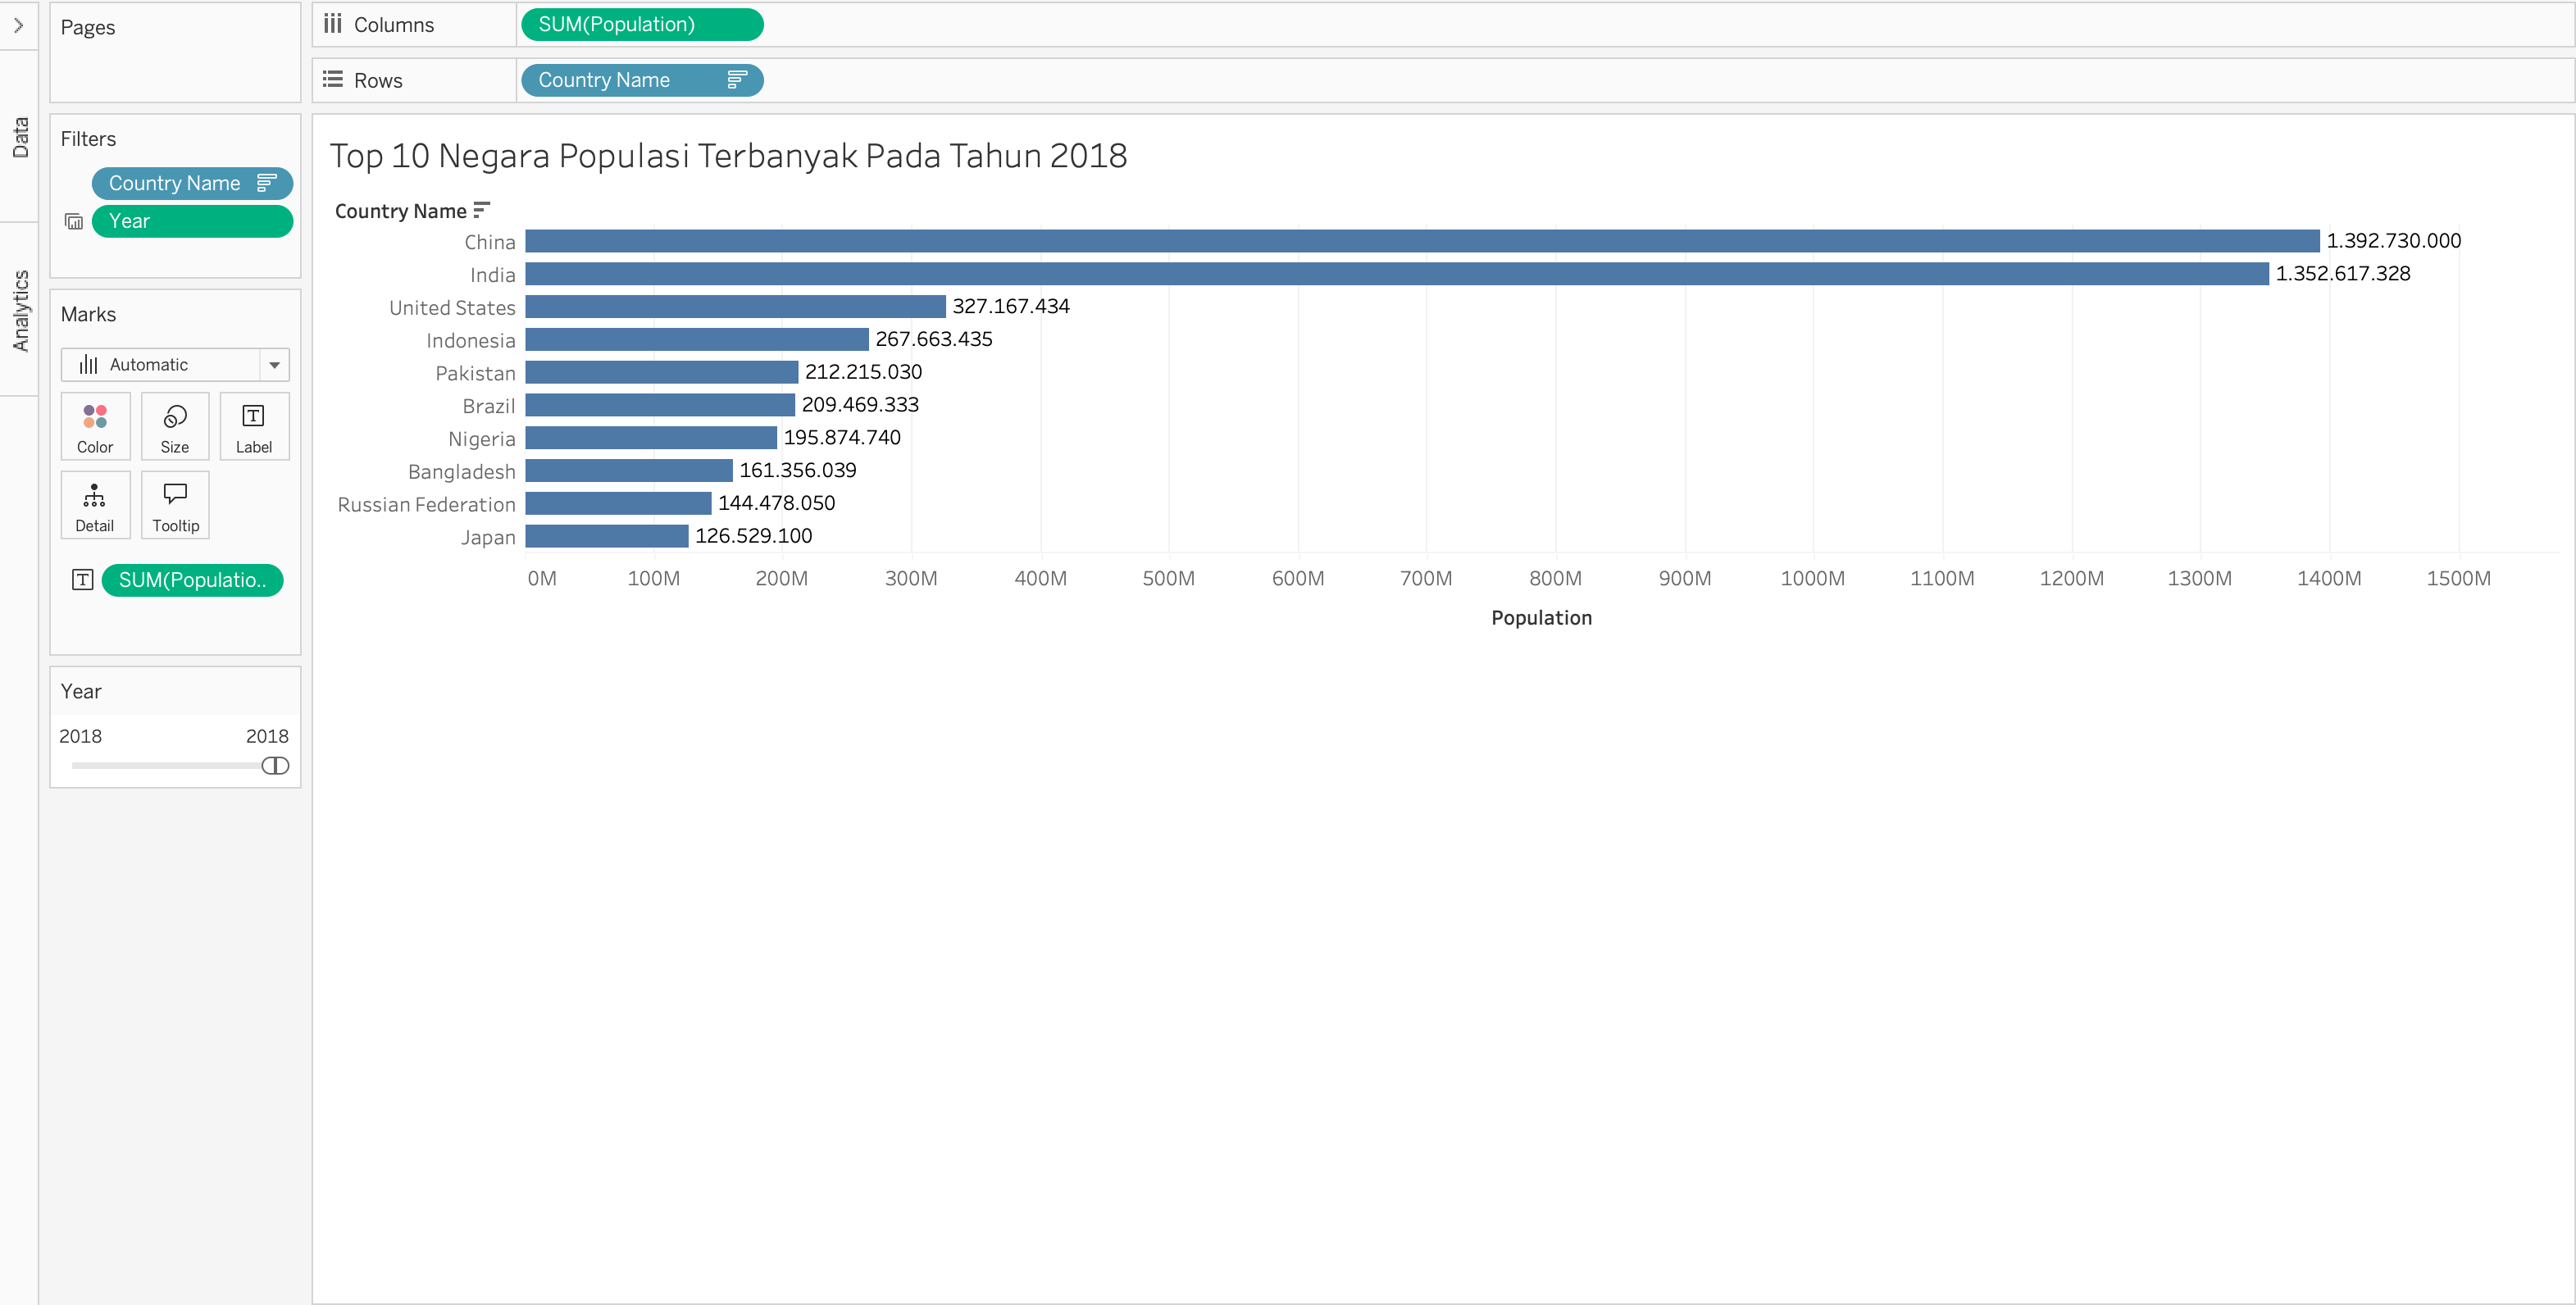 Pages
Columns
SUM(Population)
Rows
Country Name
Data
Analytics
Filters
Country Name
Year
Marks
Automatic
Color
Size
Label
Detail
Tooltip
SUM(Populatio..
Year
2018 2018
Top 10 Negara Populasi Terbanyak Pada Tahun 2018
Country Name
China 1.392.730.000
India 1.352.617.328
United States 327.167.434
Indonesia 267.663.435
Pakistan 212.215.030
Brazil 209.469.333
Nigeria 195.874.740
Bangladesh 161.356.039
Russian Federation 144.478.050
Japan 126.529.100
0M 100M 200M 300M 400M 500M 600M 700M 800M 900M 1000M 1100M 1200M 1300M 1400M 1500M
Population